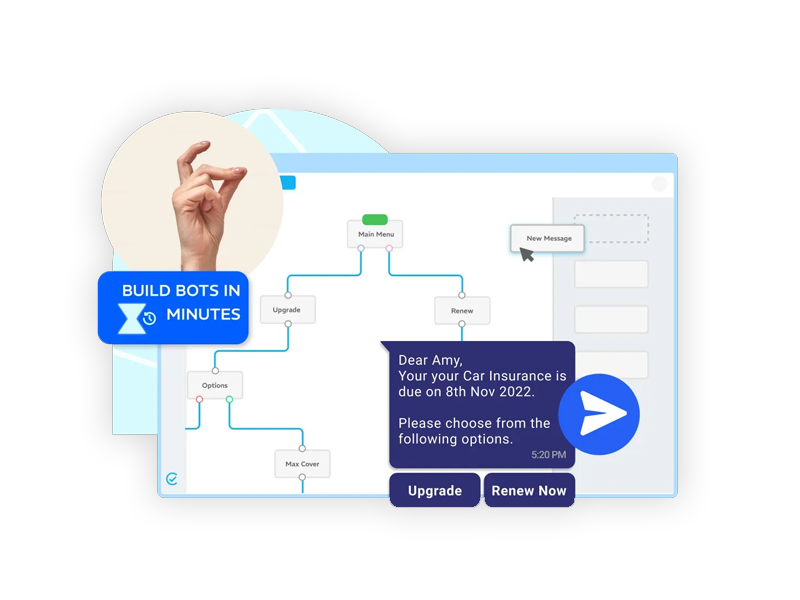 BUILD BOTS IN
MINUTES
Main Menu
New Message
Upgrade
Renew
Options
Max Cover
Dear Amy,
Your your Car Insurance is
due on 8th Nov 2022.
Please choose from the
following options.
5:20 PM
Upgrade
Renew Now